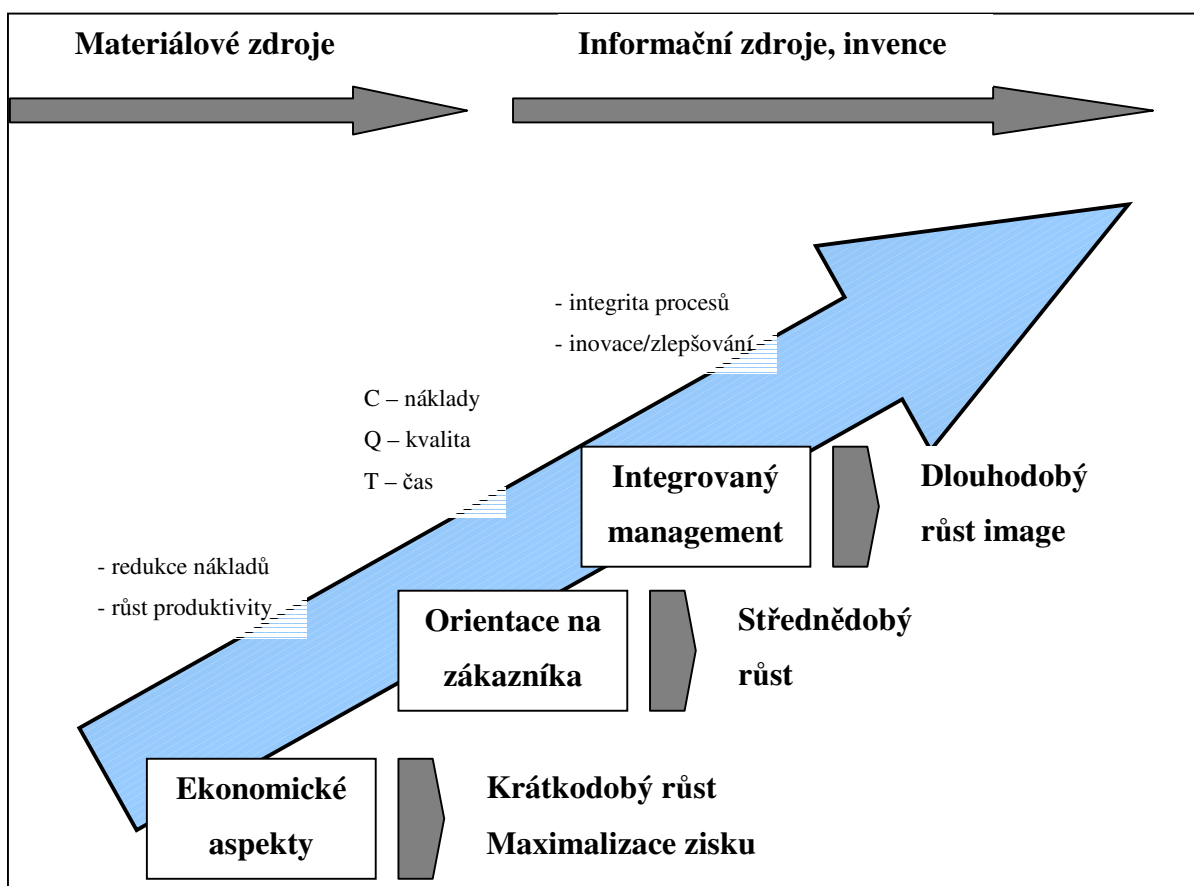 Materiálové zdroje
Informační zdroje, invence
- integrita procesů
- inovace/zlepšování
C – náklady
Q – kvalita
T – čas
Integrovaný
management
Dlouhodobý
růst image
- redukce nákladů
- růst produktivity
Orientace na
zákazníka
Střednědobý
růst
Ekonomické
aspekty
Krátkodobý růst
Maximalizace zisku